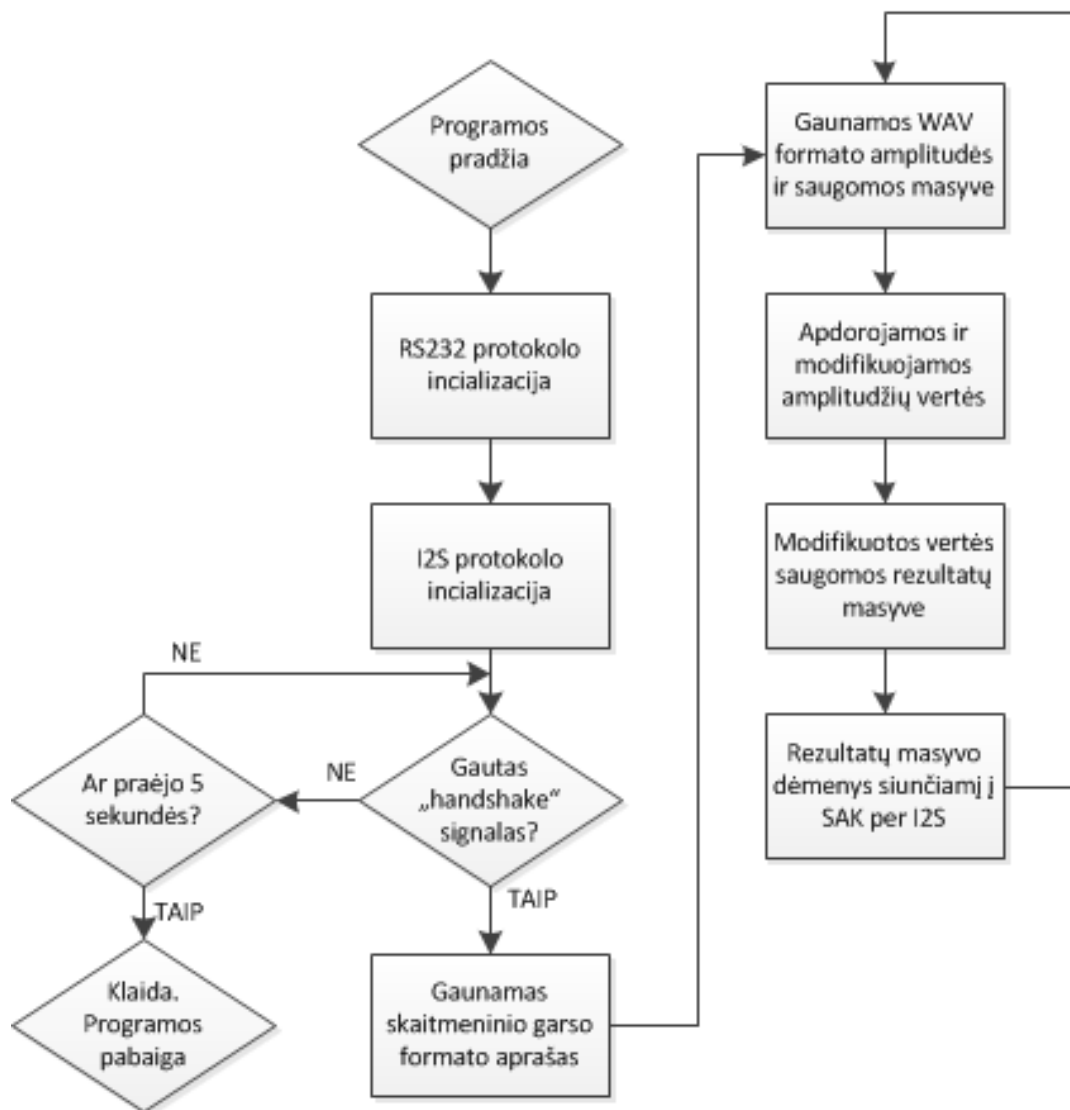 Programos
pradžia
RS232 protokolo
incializacija
I2S protokolo
incializacija
NE
Ar praėjo 5
sekundės?
NE
Gautas
„handshake“
signalas?
TAIP
Klaida.
Programos
pabaiga
TAIP
Gaunamas
skaitmeninio garso
formato aprašas
Gaunamos WAV
formato amplitudės
ir saugomos masyve
Apdorojamos ir
modifikuojamos
amplitudžių vertės
Modifikuotos vertės
saugomos rezultatų
masyve
Rezultatų masyvo
dėmenys siunčiamį į
SAK per I2S